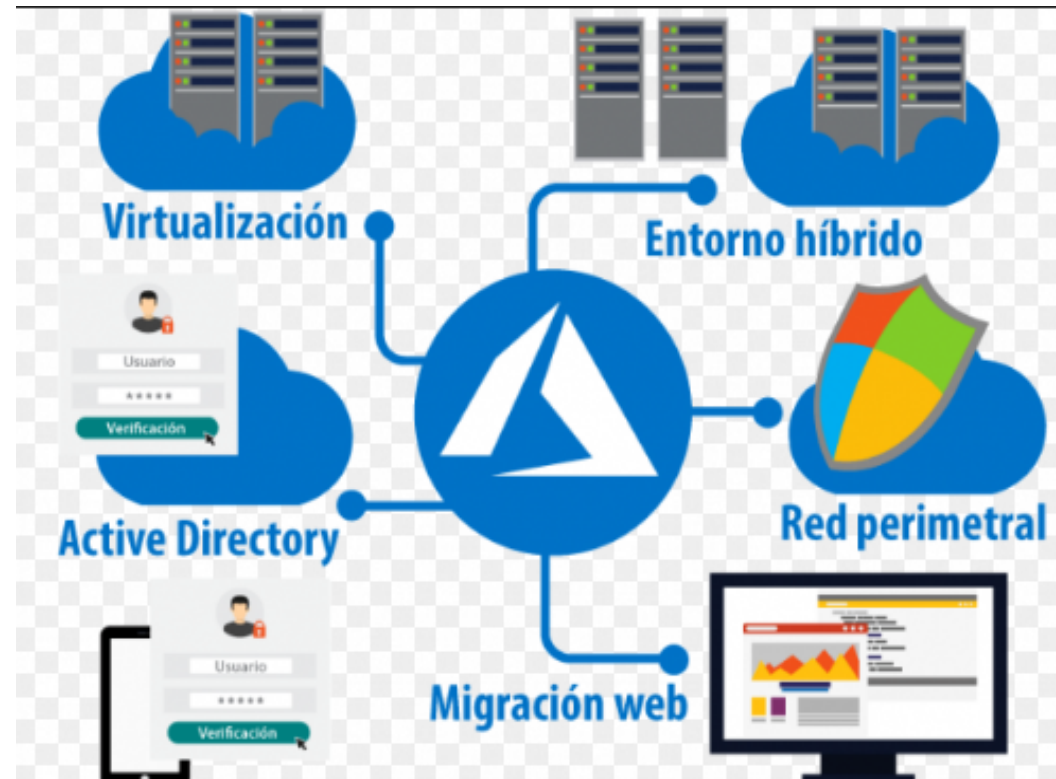 Virtualización
Entorno híbrido
Usuario
*****
Verificación
Active Directory
Red perimetral
Usuario
*****
Verificación
Migración web